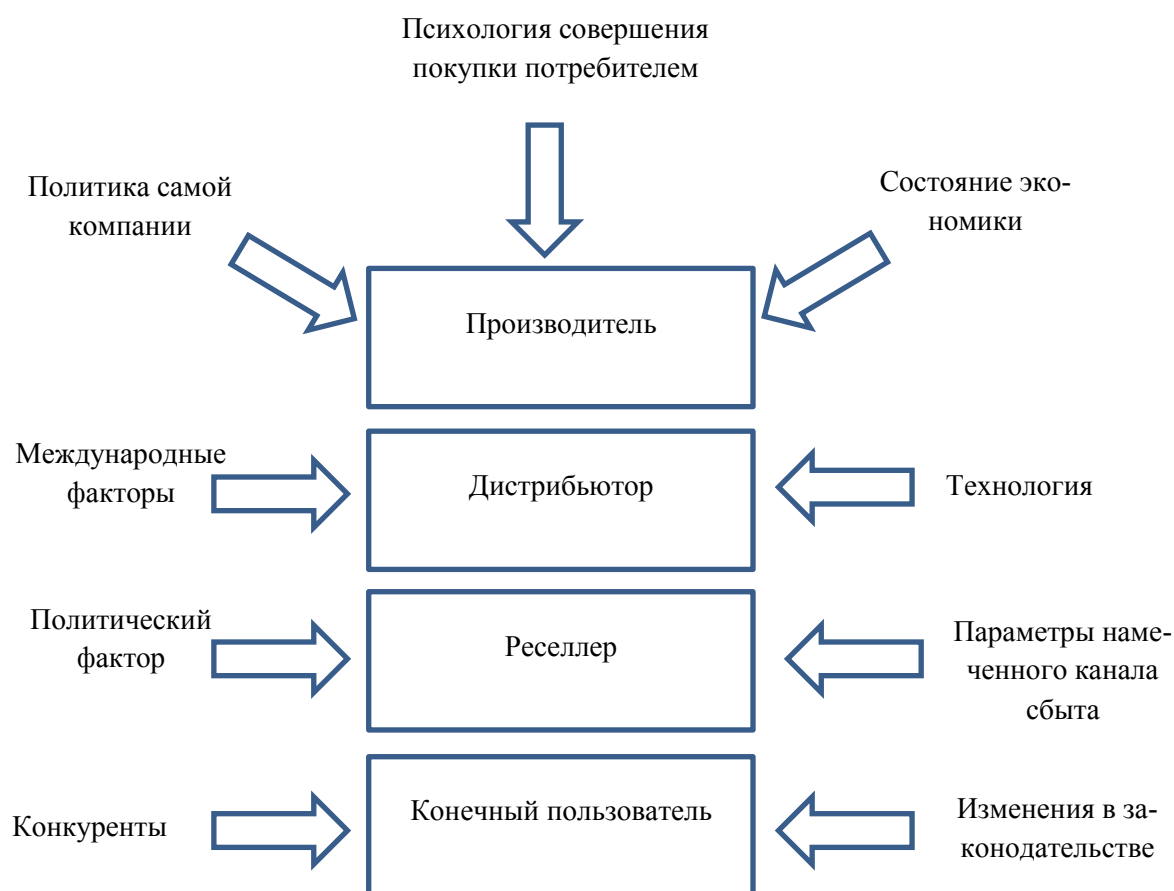 Психология совершения
покупки потребителем
Политика самой
компании
Состояние эко-
номики
Производитель
Международные
факторы
Дистрибьютор
Технология
Политический
фактор
Реселлер
Параметры наме-
ченного канала
сбыта
Конкуренты
Конечный пользователь
Изменения в за-
конодательстве